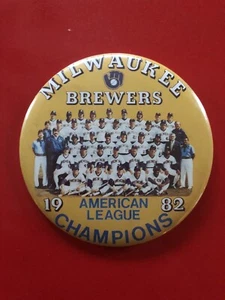 MILWAUKEE
BREWERS
19 82
AMERICAN
LEAGUE
CHAMPIONS